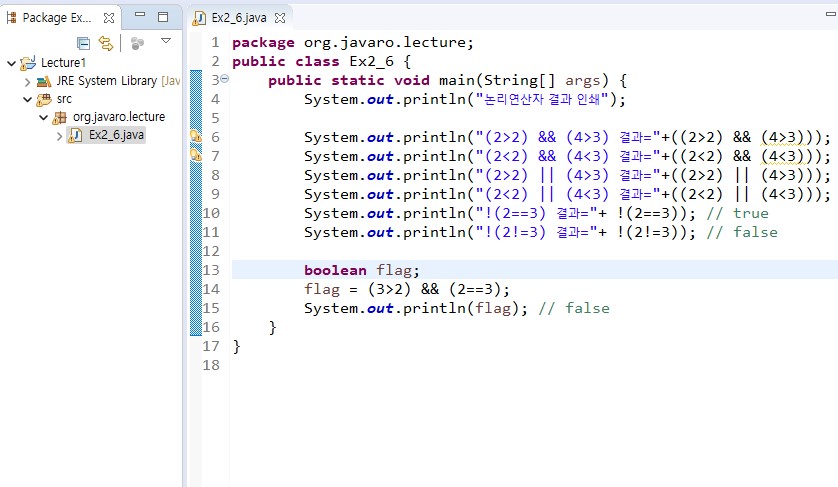 Package Ex...
Lecture1
JRE System Library [Jav
src
org.javaro.lecture
Ex2_6.java
Ex2_6.java
1 package org.javaro.lecture;
2 public class Ex2_6 {
3 public static void main(String[] args) {
4 System.out.println("논리연산자 결과 인쇄");
5
6 System.out.println("(2>2) && (4>3) 결과="+((2>2) && (4>3)));
7 System.out.println("(2<2) && (4<3) 결과="+((2<2) && (4<3)));
8 System.out.println("(2>2) || (4>3) 결과="+((2>2) || (4>3)));
9 System.out.println("(2<2) || (4<3) 결과="+((2<2) || (4<3)));
10 System.out.println("!(2==3) 결과="+ !(2==3)); // true
11 System.out.println("!(2!=3) 결과="+ !(2!=3)); // false
12
13 boolean flag;
14 flag = (3>2) && (2==3);
15 System.out.println(flag); // false
16 }
17 }
18